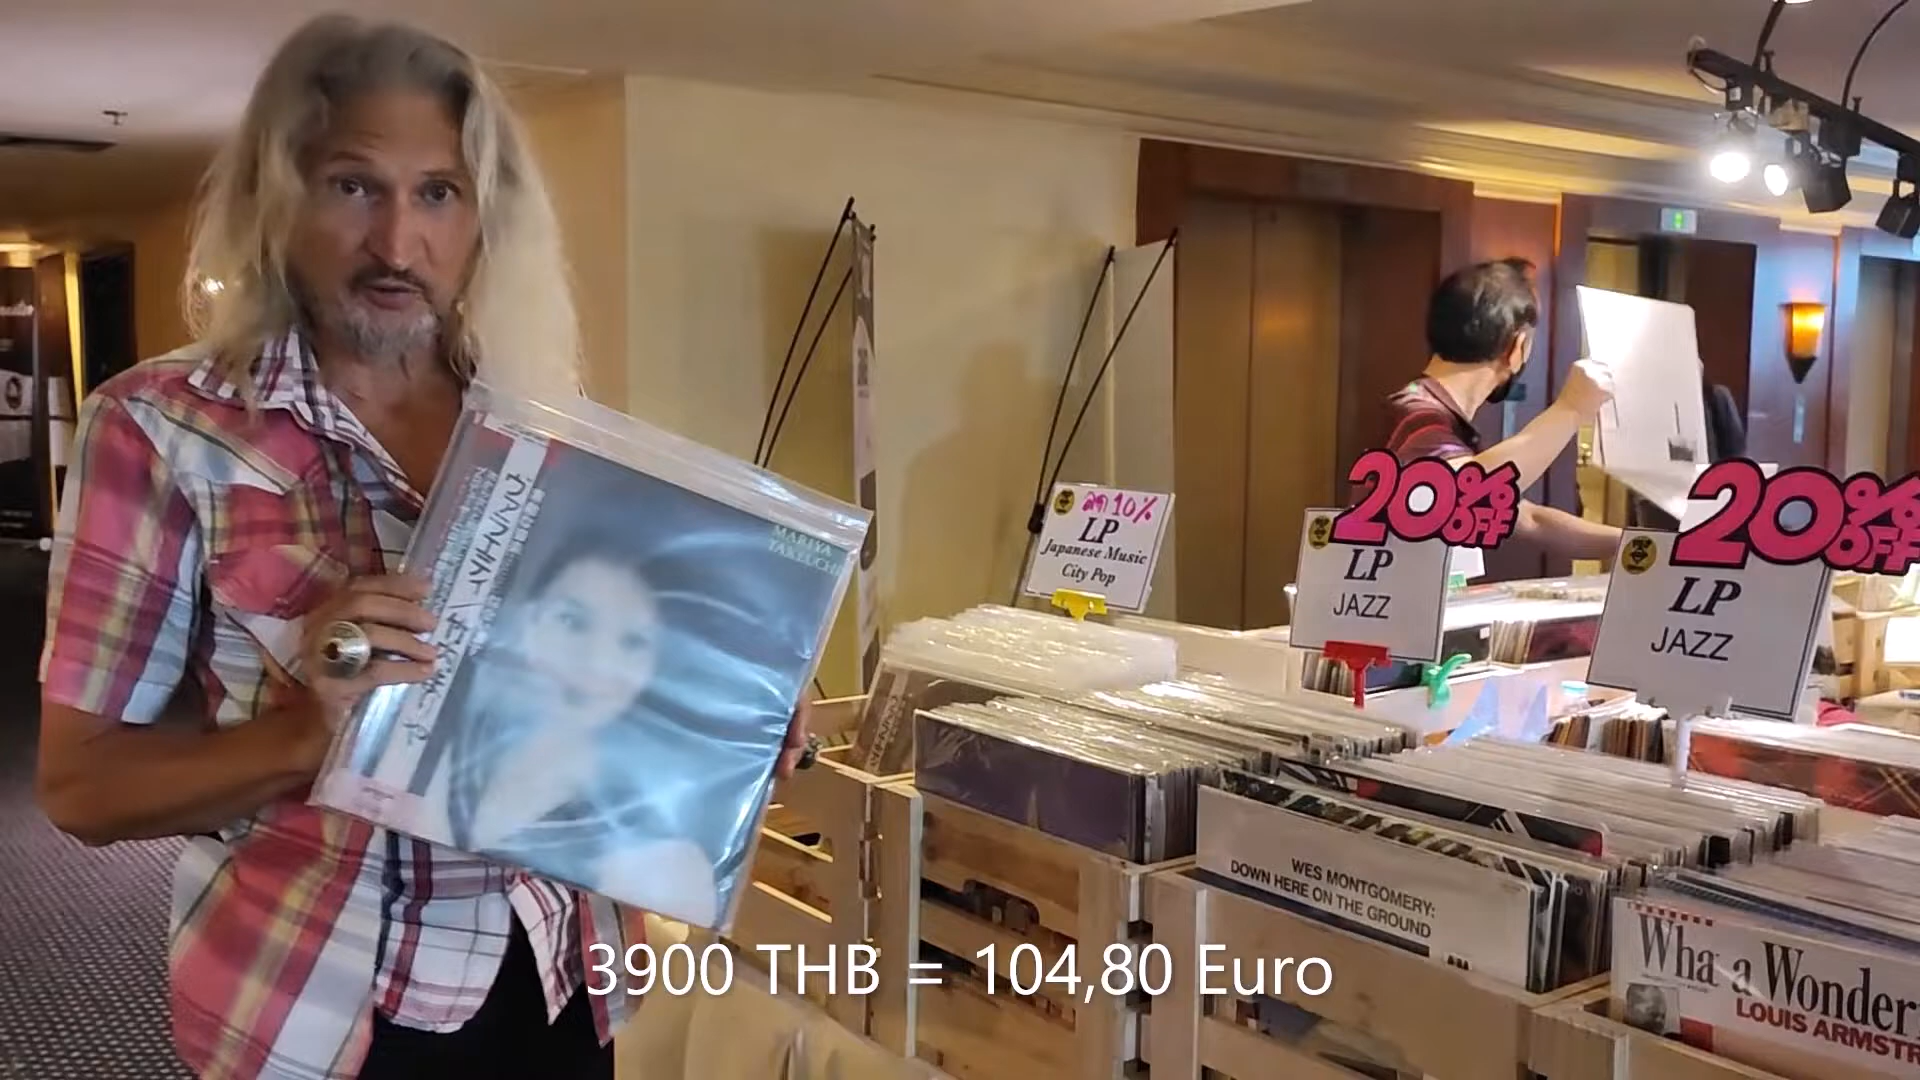 MARIYA
TAKEUCHI
ลด 10%
LP
Japanese Music
City Pop
20%
OFF
LP
JAZZ
20%
OFF
LP
JAZZ
WES MONTGOMERY:
DOWN HERE ON THE GROUND
What a Wonder
LOUIS ARMSTR
3900 THB = 104,80 Euro